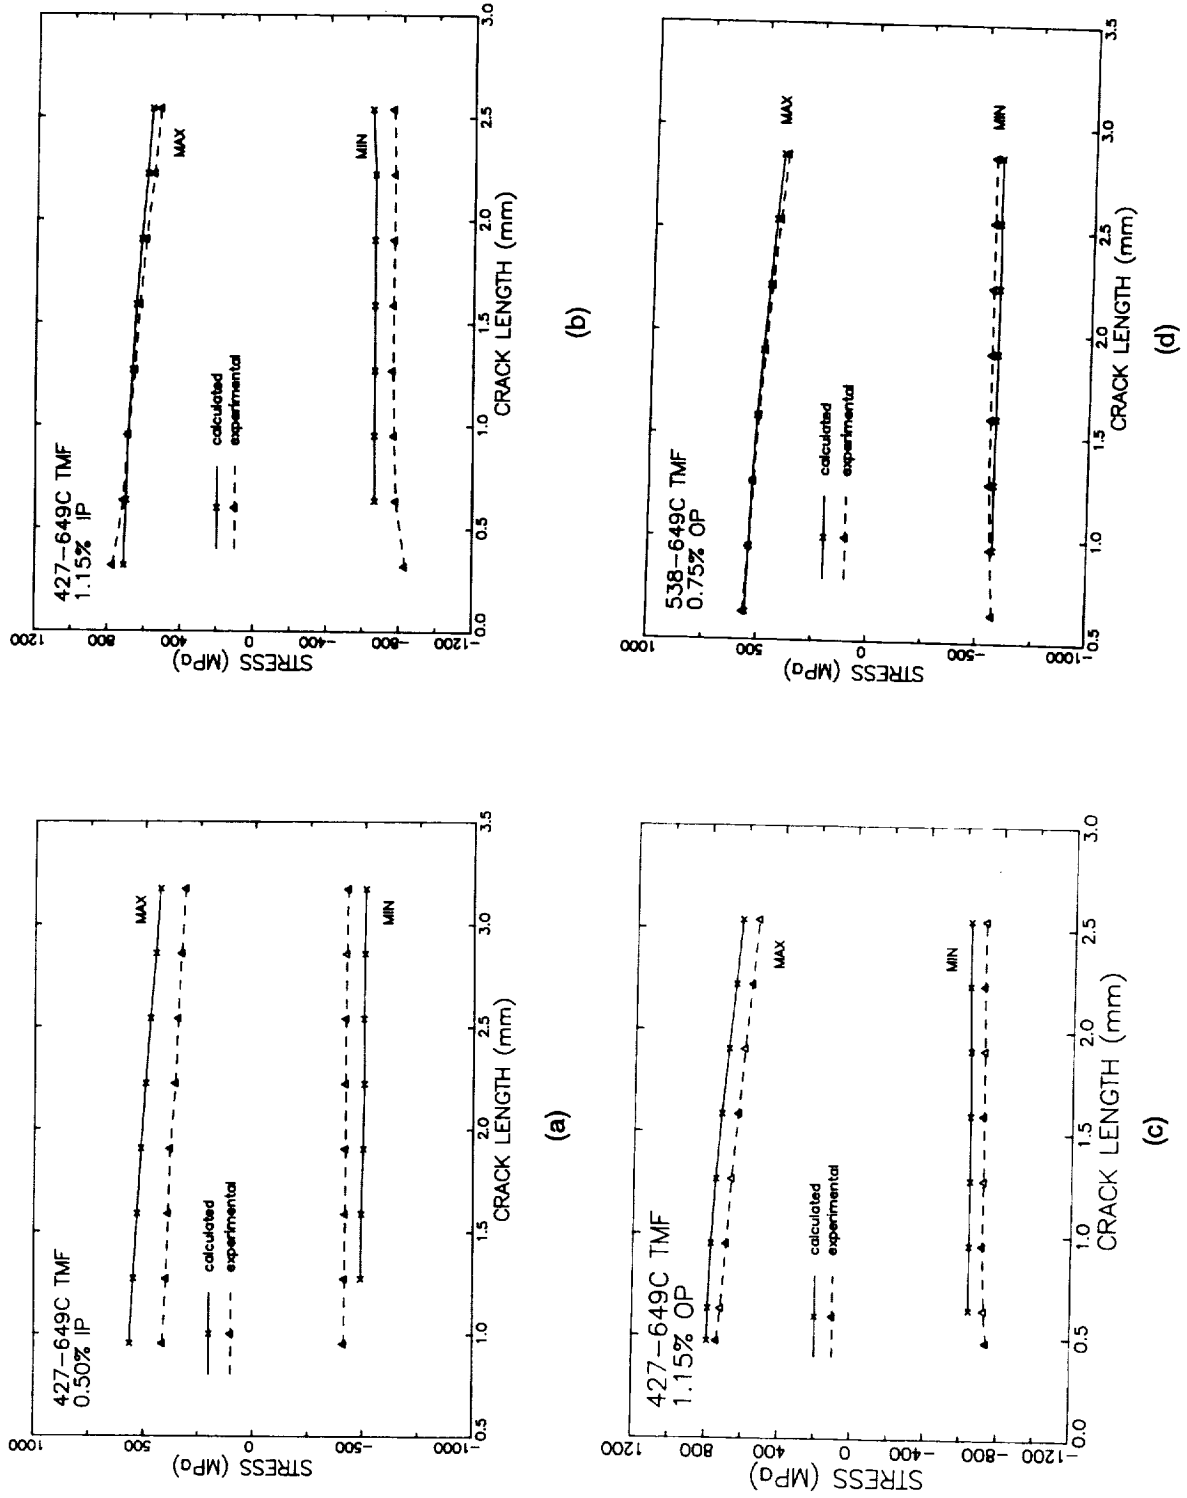 427-649C TMF
0.50% IP
MAX
MIN
calculated
experimental
STRESS (MPa)
1000
500
0
-500
-1000
0.5
1.0
1.5
2.0
2.5
3.0
3.5
CRACK LENGTH (mm)
(a)
427-649C TMF
1.15% IP
MAX
MIN
calculated
experimental
STRESS (MPa)
1200
800
400
0
-400
-800
-1200
0.0
0.5
1.0
1.5
2.0
2.5
3.0
CRACK LENGTH (mm)
(b)
427-649C TMF
1.15% OP
MAX
MIN
calculated
experimental
STRESS (MPa)
1200
800
400
0
-400
-800
-1200
0.0
0.5
1.0
1.5
2.0
2.5
3.0
CRACK LENGTH (mm)
(c)
538-649C TMF
0.75% OP
MAX
MIN
calculated
experimental
STRESS (MPa)
1000
500
0
-500
-1000
0.5
1.0
1.5
2.0
2.5
3.0
3.5
CRACK LENGTH (mm)
(d)